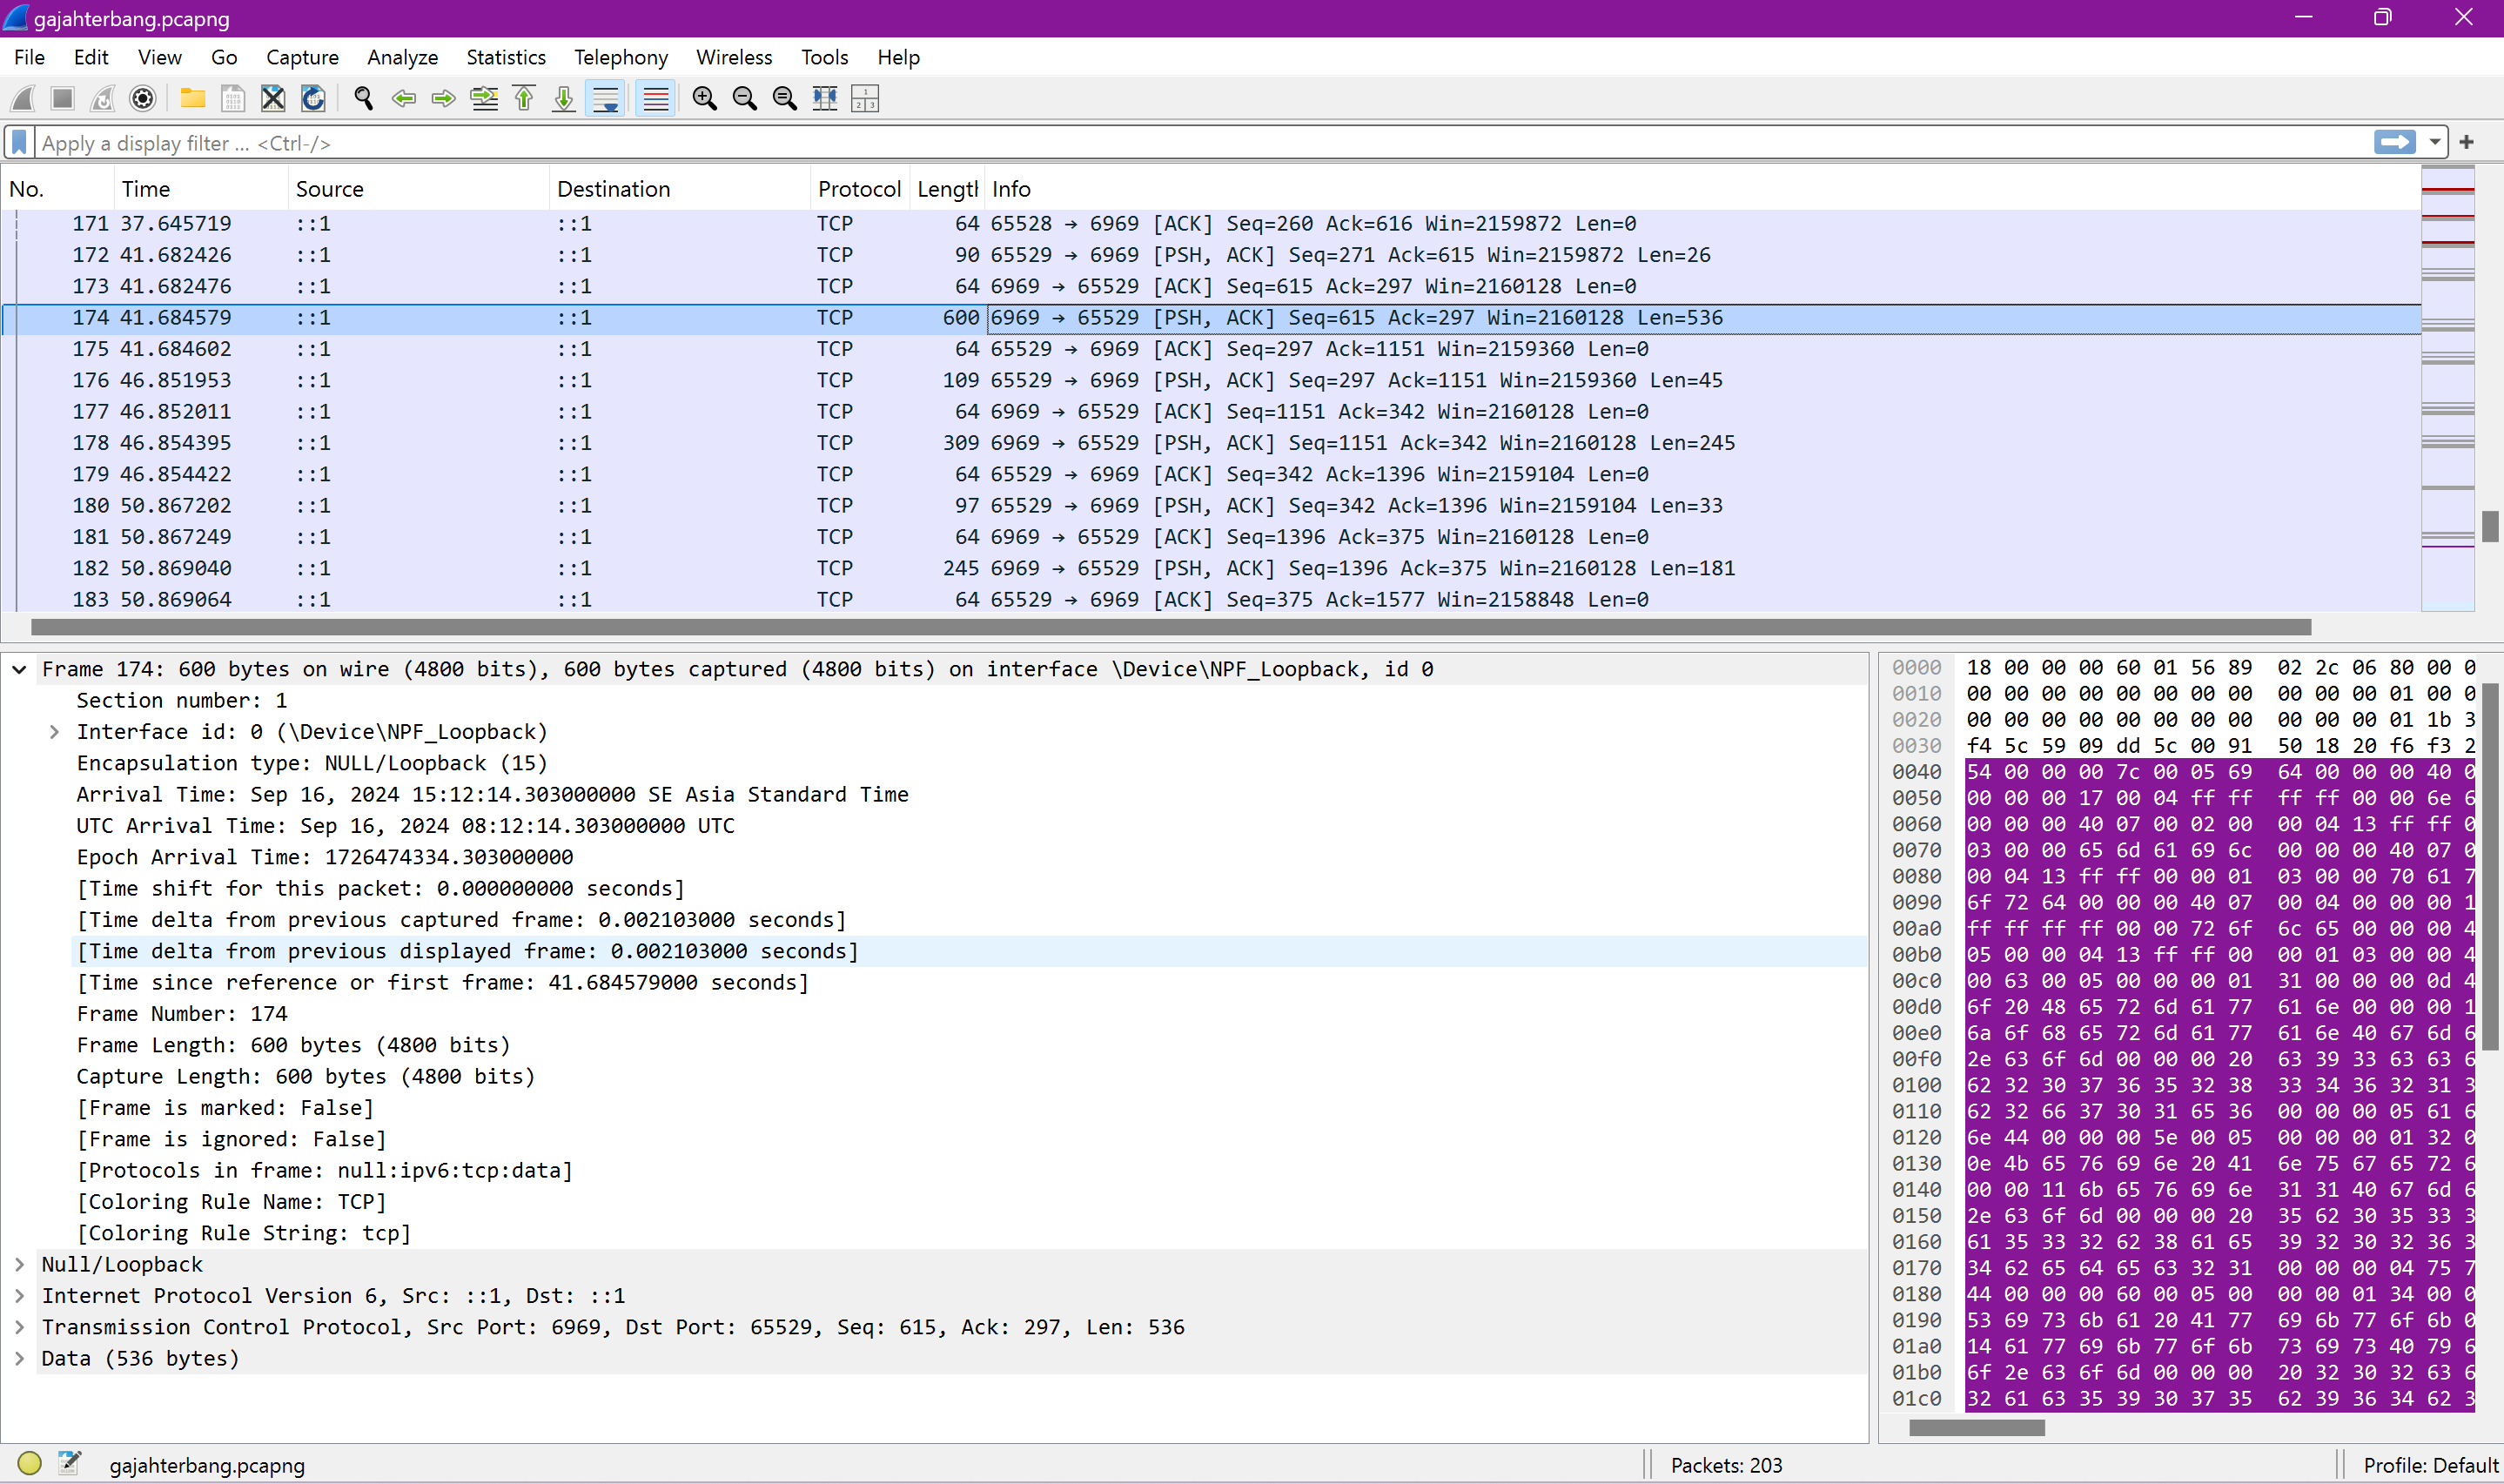 gajahterbang.pcapng
File Edit View Go Capture Analyze Statistics Telephony Wireless Tools Help
Apply a display filter ... <Ctrl-/>
No. Time Source Destination Protocol Length Info
171 37.645719 ::1 ::1 TCP 64 65528 → 6969 [ACK] Seq=260 Ack=616 Win=2159872 Len=0
172 41.682426 ::1 ::1 TCP 90 65529 → 6969 [PSH, ACK] Seq=271 Ack=615 Win=2159872 Len=26
173 41.682476 ::1 ::1 TCP 64 6969 → 65529 [ACK] Seq=615 Ack=297 Win=2160128 Len=0
174 41.684579 ::1 ::1 TCP 600 6969 → 65529 [PSH, ACK] Seq=615 Ack=297 Win=2160128 Len=536
175 41.684602 ::1 ::1 TCP 64 65529 → 6969 [ACK] Seq=297 Ack=1151 Win=2159360 Len=0
176 46.851953 ::1 ::1 TCP 109 65529 → 6969 [PSH, ACK] Seq=297 Ack=1151 Win=2159360 Len=45
177 46.852011 ::1 ::1 TCP 64 6969 → 65529 [ACK] Seq=1151 Ack=342 Win=2160128 Len=0
178 46.854395 ::1 ::1 TCP 309 6969 → 65529 [PSH, ACK] Seq=1151 Ack=342 Win=2160128 Len=245
179 46.854422 ::1 ::1 TCP 64 65529 → 6969 [ACK] Seq=342 Ack=1396 Win=2159104 Len=0
180 50.867202 ::1 ::1 TCP 97 65529 → 6969 [PSH, ACK] Seq=342 Ack=1396 Win=2159104 Len=33
181 50.867249 ::1 ::1 TCP 64 6969 → 65529 [ACK] Seq=1396 Ack=375 Win=2160128 Len=0
182 50.869040 ::1 ::1 TCP 245 6969 → 65529 [PSH, ACK] Seq=1396 Ack=375 Win=2160128 Len=181
183 50.869064 ::1 ::1 TCP 64 65529 → 6969 [ACK] Seq=375 Ack=1577 Win=2158848 Len=0
Frame 174: 600 bytes on wire (4800 bits), 600 bytes captured (4800 bits) on interface \Device\NPF_Loopback, id 0
Section number: 1
Interface id: 0 (\Device\NPF_Loopback)
Encapsulation type: NULL/Loopback (15)
Arrival Time: Sep 16, 2024 15:12:14.303000000 SE Asia Standard Time
UTC Arrival Time: Sep 16, 2024 08:12:14.303000000 UTC
Epoch Arrival Time: 1726474334.303000000
[Time shift for this packet: 0.000000000 seconds]
[Time delta from previous captured frame: 0.002103000 seconds]
[Time delta from previous displayed frame: 0.002103000 seconds]
[Time since reference or first frame: 41.684579000 seconds]
Frame Number: 174
Frame Length: 600 bytes (4800 bits)
Capture Length: 600 bytes (4800 bits)
[Frame is marked: False]
[Frame is ignored: False]
[Protocols in frame: null:ipv6:tcp:data]
[Coloring Rule Name: TCP]
[Coloring Rule String: tcp]
Null/Loopback
Internet Protocol Version 6, Src: ::1, Dst: ::1
Transmission Control Protocol, Src Port: 6969, Dst Port: 65529, Seq: 615, Ack: 297, Len: 536
Data (536 bytes)
0000 18 00 00 00 60 01 56 89 02 2c 06 80 00 0
0010 00 00 00 00 00 00 00 00 00 00 00 01 00 0
0020 00 00 00 00 00 00 00 00 00 00 00 01 1b 3
0030 f4 5c 59 09 dd 5c 00 91 50 18 20 f6 f3 2
0040 54 00 00 00 7c 00 05 69 64 00 00 00 40 0
0050 00 00 00 17 00 04 ff ff ff ff 00 00 6e 6
0060 00 00 00 40 07 00 02 00 00 04 13 ff ff 0
0070 03 00 00 65 6d 61 69 6c 00 00 00 40 07 0
0080 00 04 13 ff ff 00 00 01 03 00 00 70 61 7
0090 6f 72 64 00 00 00 40 07 00 04 00 00 00 1
00a0 ff ff ff ff 00 00 72 6f 6c 65 00 00 00 4
00b0 05 00 00 04 13 ff ff 00 00 01 03 00 00 4
00c0 00 63 00 05 00 00 00 01 31 00 00 00 0d 4
00d0 6f 20 48 65 72 6d 61 77 61 6e 00 00 00 1
00e0 6a 6f 68 65 72 6d 61 77 61 6e 40 67 6d 6
00f0 2e 63 6f 6d 00 00 00 20 63 39 33 63 63 6
0100 62 32 30 37 36 35 32 38 33 34 36 32 31 3
0110 62 32 66 37 30 31 65 36 00 00 00 05 61 6
0120 6e 44 00 00 00 5e 00 05 00 00 00 01 32 0
0130 0e 4b 65 76 69 6e 20 41 6e 75 67 65 72 6
0140 00 00 11 6b 65 76 69 6e 31 31 40 67 6d 6
0150 2e 63 6f 6d 00 00 00 20 35 62 30 35 33 3
0160 61 35 33 32 62 38 61 65 39 32 30 32 36 3
0170 34 62 65 64 65 63 32 31 00 00 00 04 75 7
0180 44 00 00 00 60 00 05 00 00 00 01 34 00 0
0190 53 69 73 6b 61 20 41 77 69 6b 77 6f 6b 0
01a0 14 61 77 69 6b 77 6f 6b 73 69 73 40 79 6
01b0 6f 2e 63 6f 6d 00 00 00 20 32 30 32 63 6
01c0 32 61 63 35 39 30 37 35 62 39 36 34 62 3
gajahterbang.pcapng Packets: 203 Profile: Default